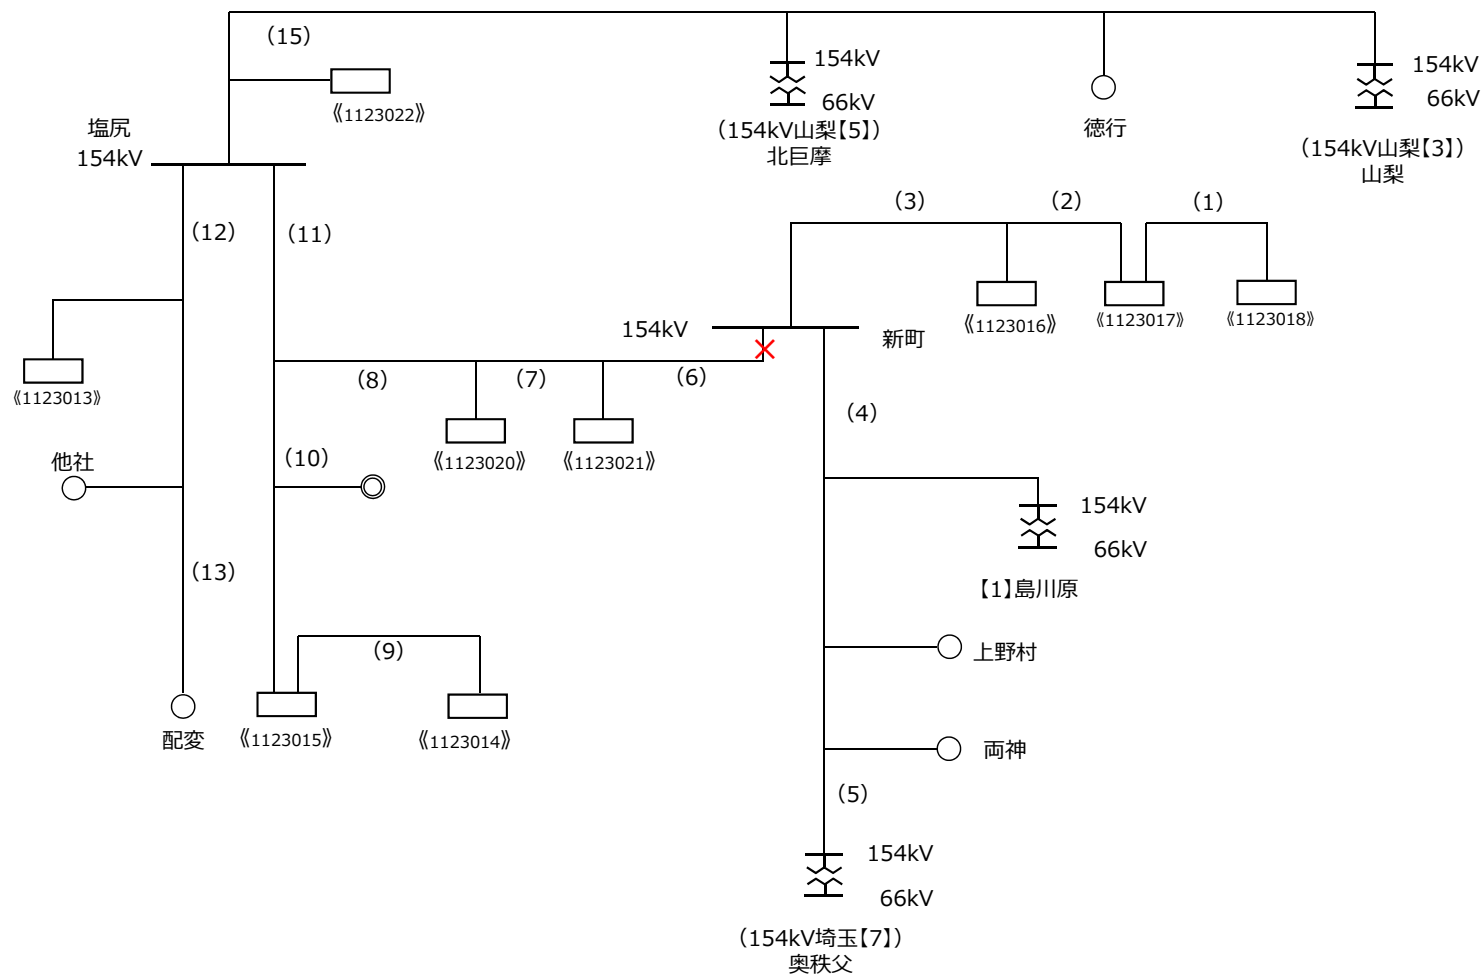 (15)
154kV
66kV
(154kV山梨【5】)
北巨摩
徳行
154kV
66kV
(154kV山梨【3】)
山梨
《1123022》
塩尻
154kV
(12)
(11)
(3)
(2)
(1)
《1123016》
《1123017》
《1123018》
154kV
新町
《1123013》
(8)
(7)
(6)
(4)
《1123020》
《1123021》
他社
(10)
154kV
66kV
【1】島川原
(13)
(9)
上野村
配変
《1123015》
《1123014》
両神
(5)
154kV
66kV
(154kV埼玉【7】)
奥秩父